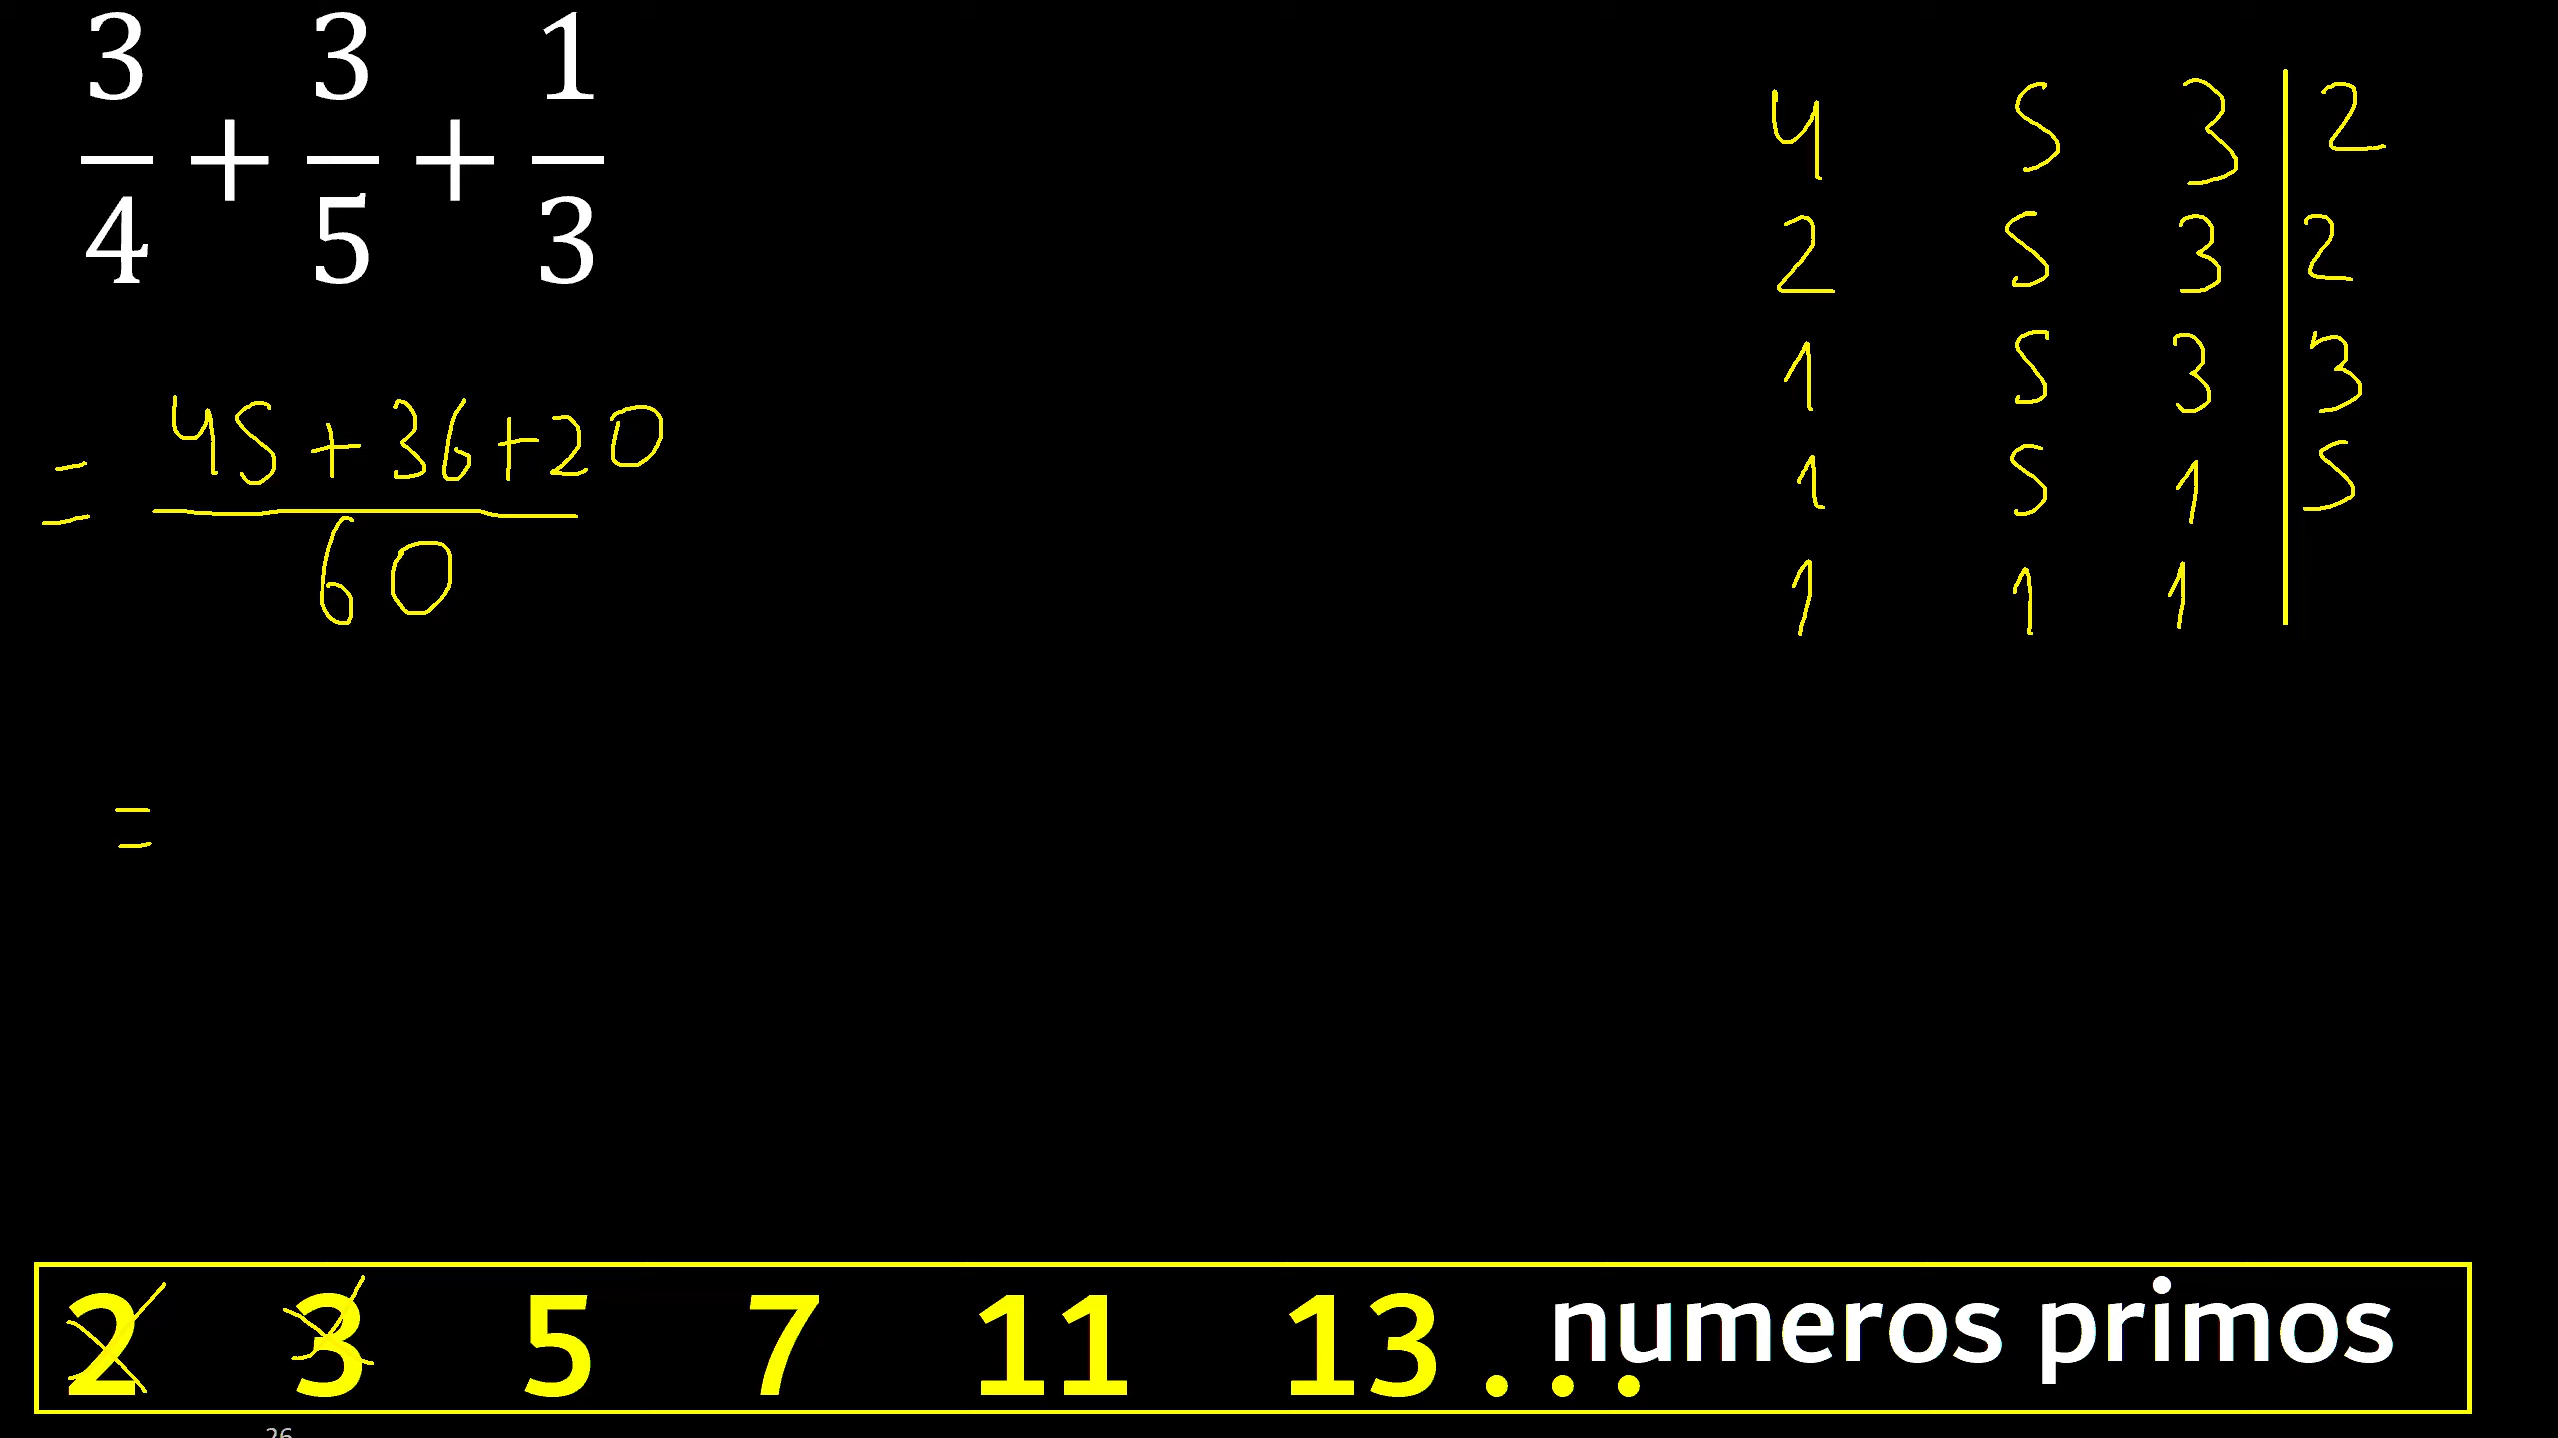 3/4 + 3/5 + 1/3
= 45 + 36 + 20 / 60
=
4 5 3 | 2
2 5 3 | 2
1 5 3 | 3
1 5 1 | 5
1 1 1 |
2 3 5 7 11 13 ... numeros primos